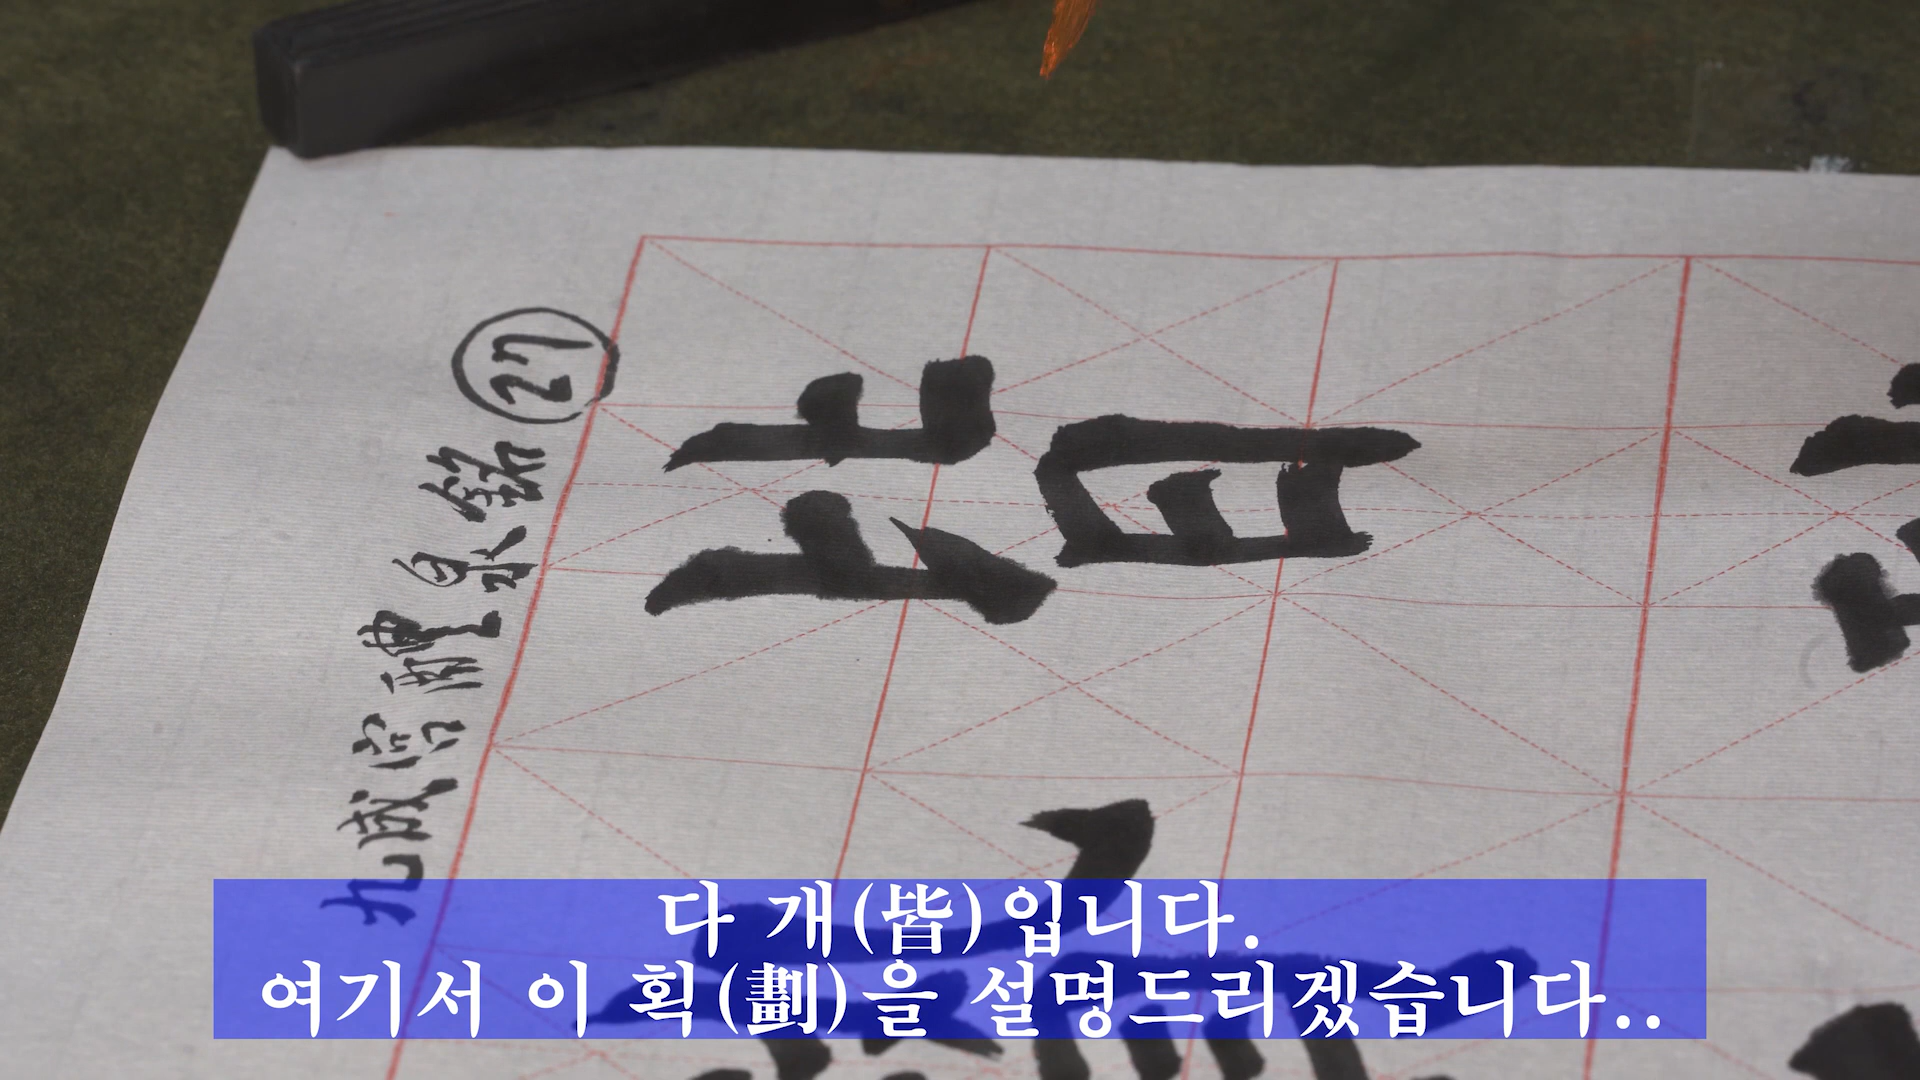 ㉗
九成宮醴泉銘
皆
다 개(皆)입니다.
여기서 이 획(劃)을 설명드리겠습니다..